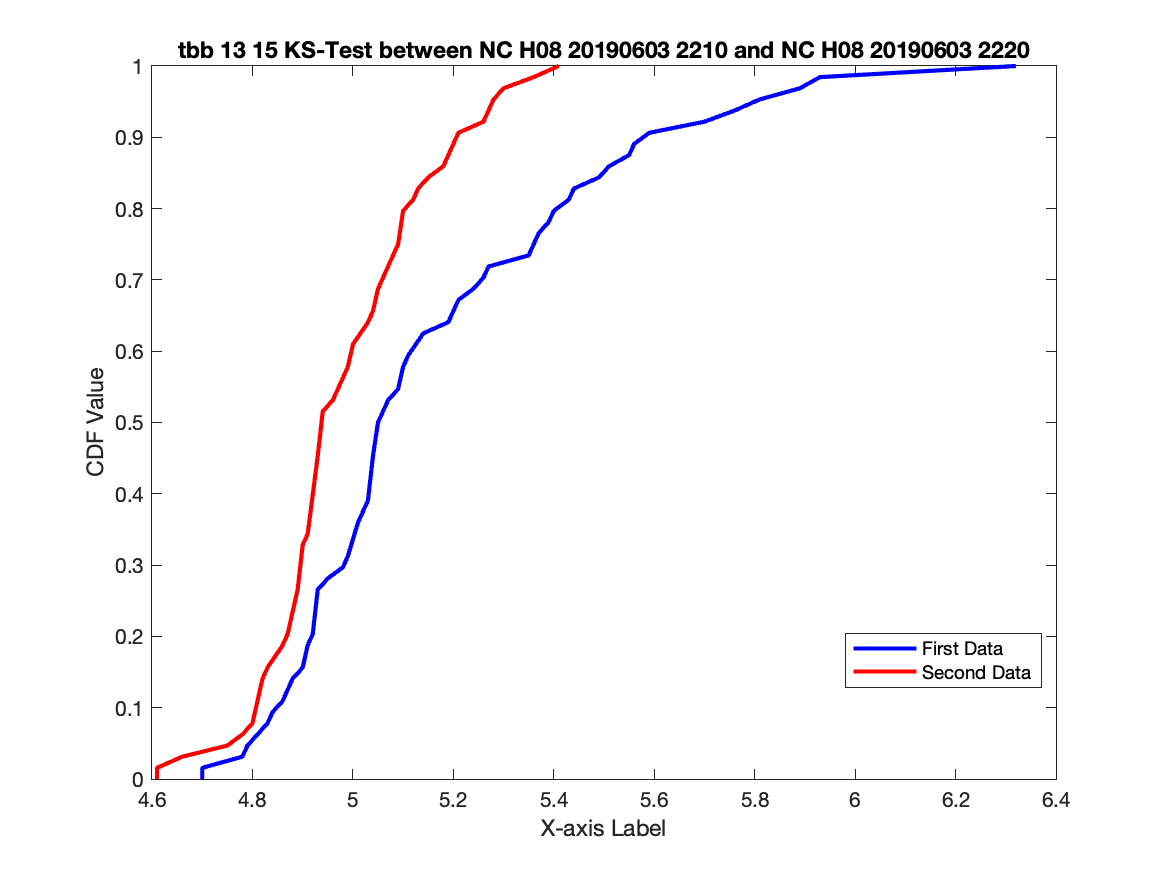 tbb 13 15 KS-Test between NC H08 20190603 2210 and NC H08 20190603 2220
1
0.9
0.8
0.7
0.6
0.5
0.4
0.3
0.2
0.1
0
CDF Value
First Data
Second Data
4.6 4.8 5 5.2 5.4 5.6 5.8 6 6.2 6.4
X-axis Label